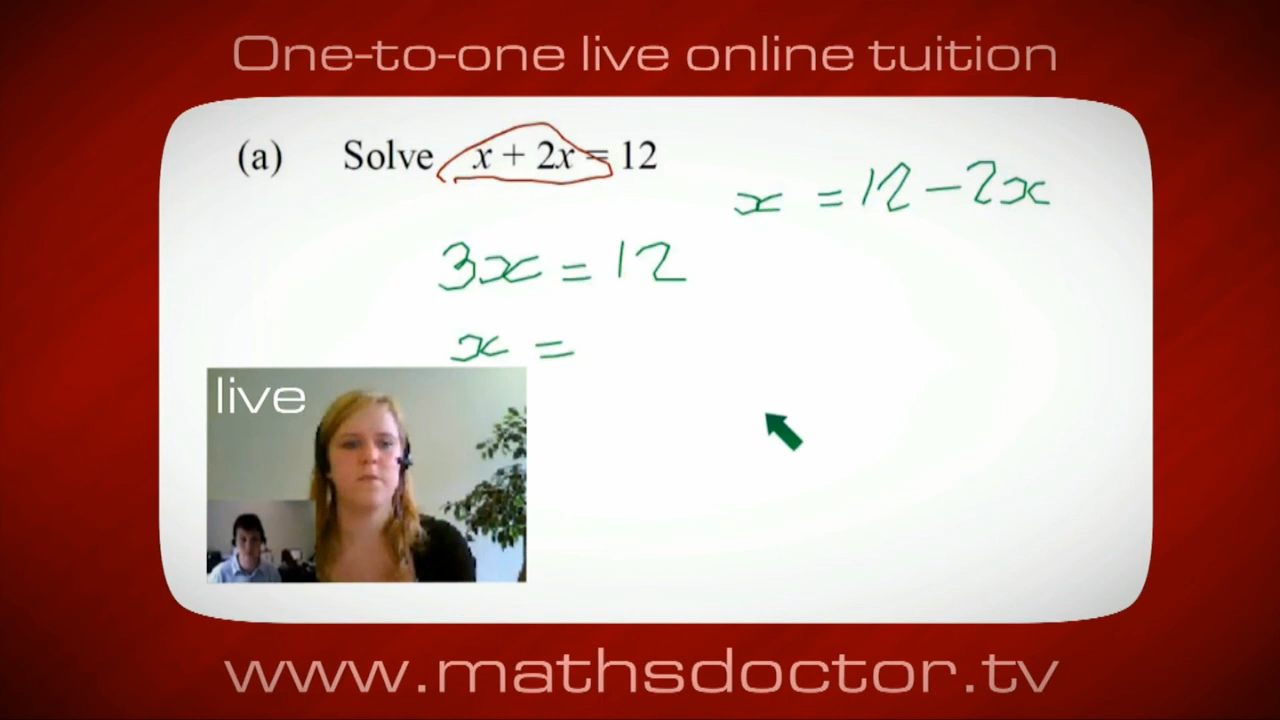 One-to-one live online tuition
(a) Solve x + 2x = 12
x = 12 - 2x
3x = 12
x =
live
www.mathsdoctor.tv